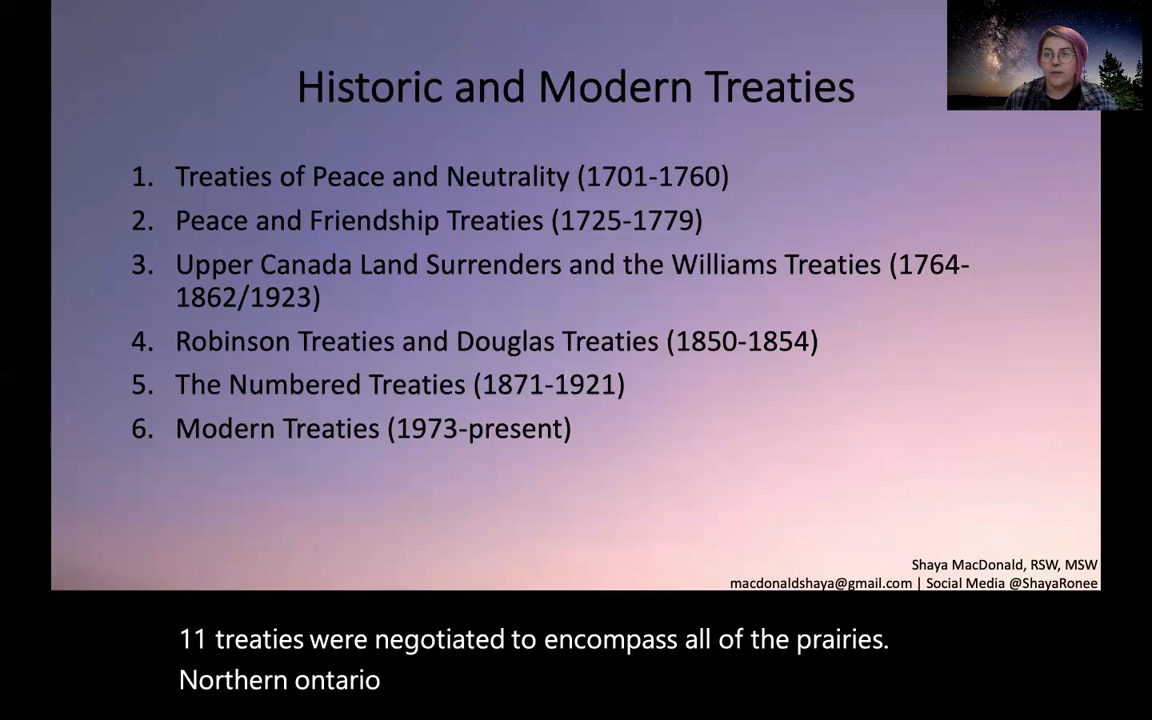 Historic and Modern Treaties
1. Treaties of Peace and Neutrality (1701-1760)
2. Peace and Friendship Treaties (1725-1779)
3. Upper Canada Land Surrenders and the Williams Treaties (1764-
1862/1923)
4. Robinson Treaties and Douglas Treaties (1850-1854)
5. The Numbered Treaties (1871-1921)
6. Modern Treaties (1973-present)
Shaya MacDonald, RSW, MSW
macdonaldshaya@gmail.com | Social Media @ShayaRonee
11 treaties were negotiated to encompass all of the prairies.
Northern ontario